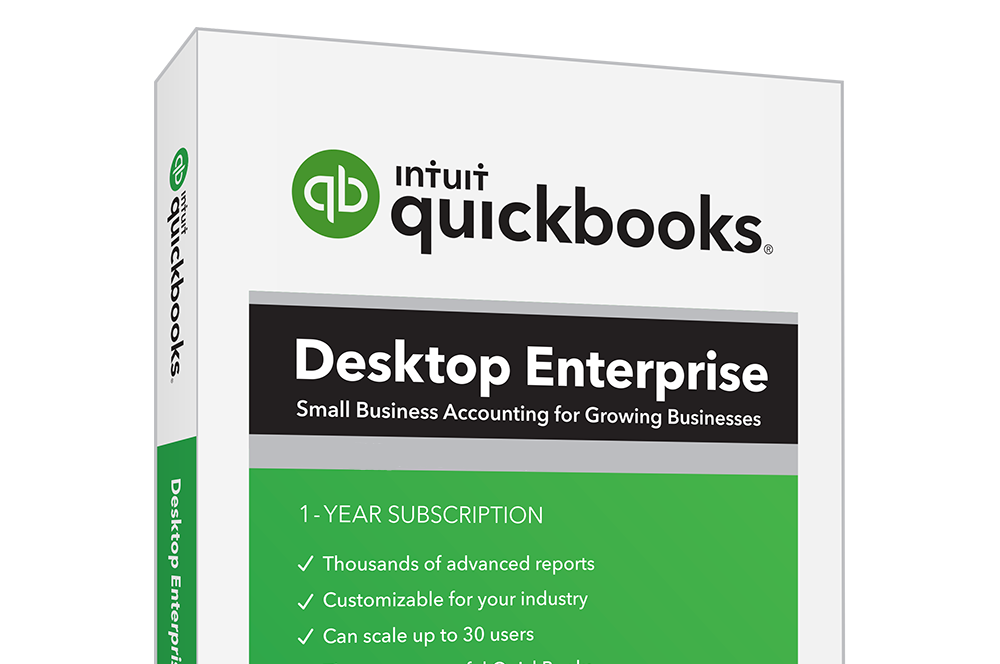 intuit
quickbooks®
Desktop Enterprise
Small Business Accounting for Growing Businesses
1-YEAR SUBSCRIPTION
✓ Thousands of advanced reports
✓ Customizable for your industry
✓ Can scale up to 30 users
qb
intuit
quickbooks®
Desktop